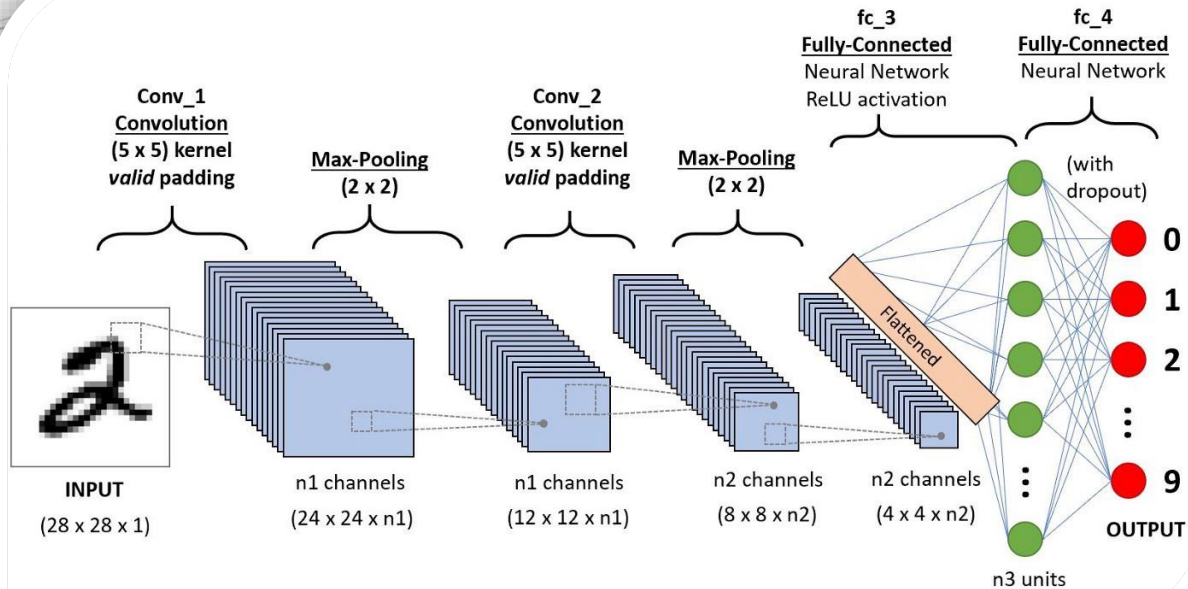 fc_3
Fully-Connected
Neural Network
ReLU activation
fc_4
Fully-Connected
Neural Network
Conv_1
Convolution
(5 x 5) kernel
valid padding
Max-Pooling
(2 x 2)
Conv_2
Convolution
(5 x 5) kernel
valid padding
Max-Pooling
(2 x 2)
(with
dropout)
INPUT
(28 x 28 x 1)
n1 channels
(24 x 24 x n1)
n1 channels
(12 x 12 x n1)
n2 channels
(8 x 8 x n2)
n2 channels
(4 x 4 x n2)
Flattened
n3 units
0
1
2
9
OUTPUT